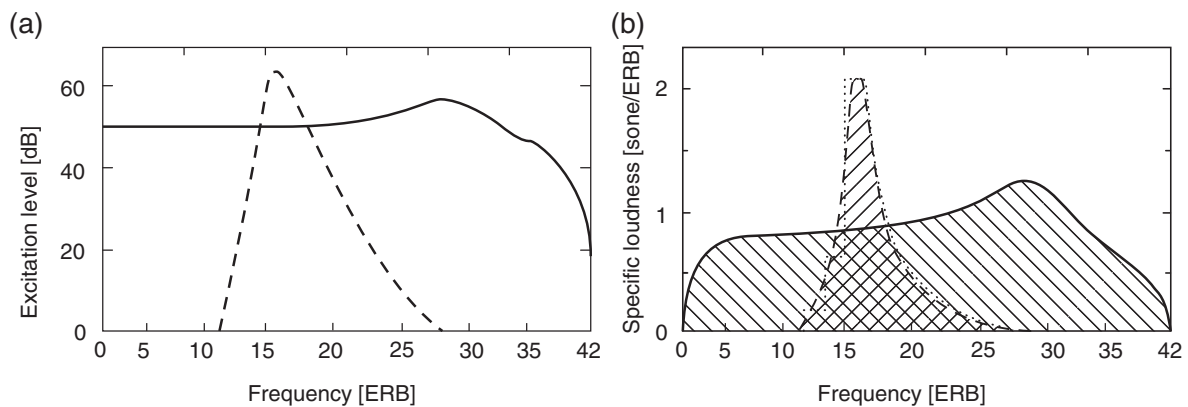 (a)
Excitation level [dB]
60
40
20
0
0 5 10 15 20 25 30 35 42
Frequency [ERB]
(b)
Specific loudness [sone/ERB]
2
1
0
0 5 10 15 20 25 30 35 42
Frequency [ERB]